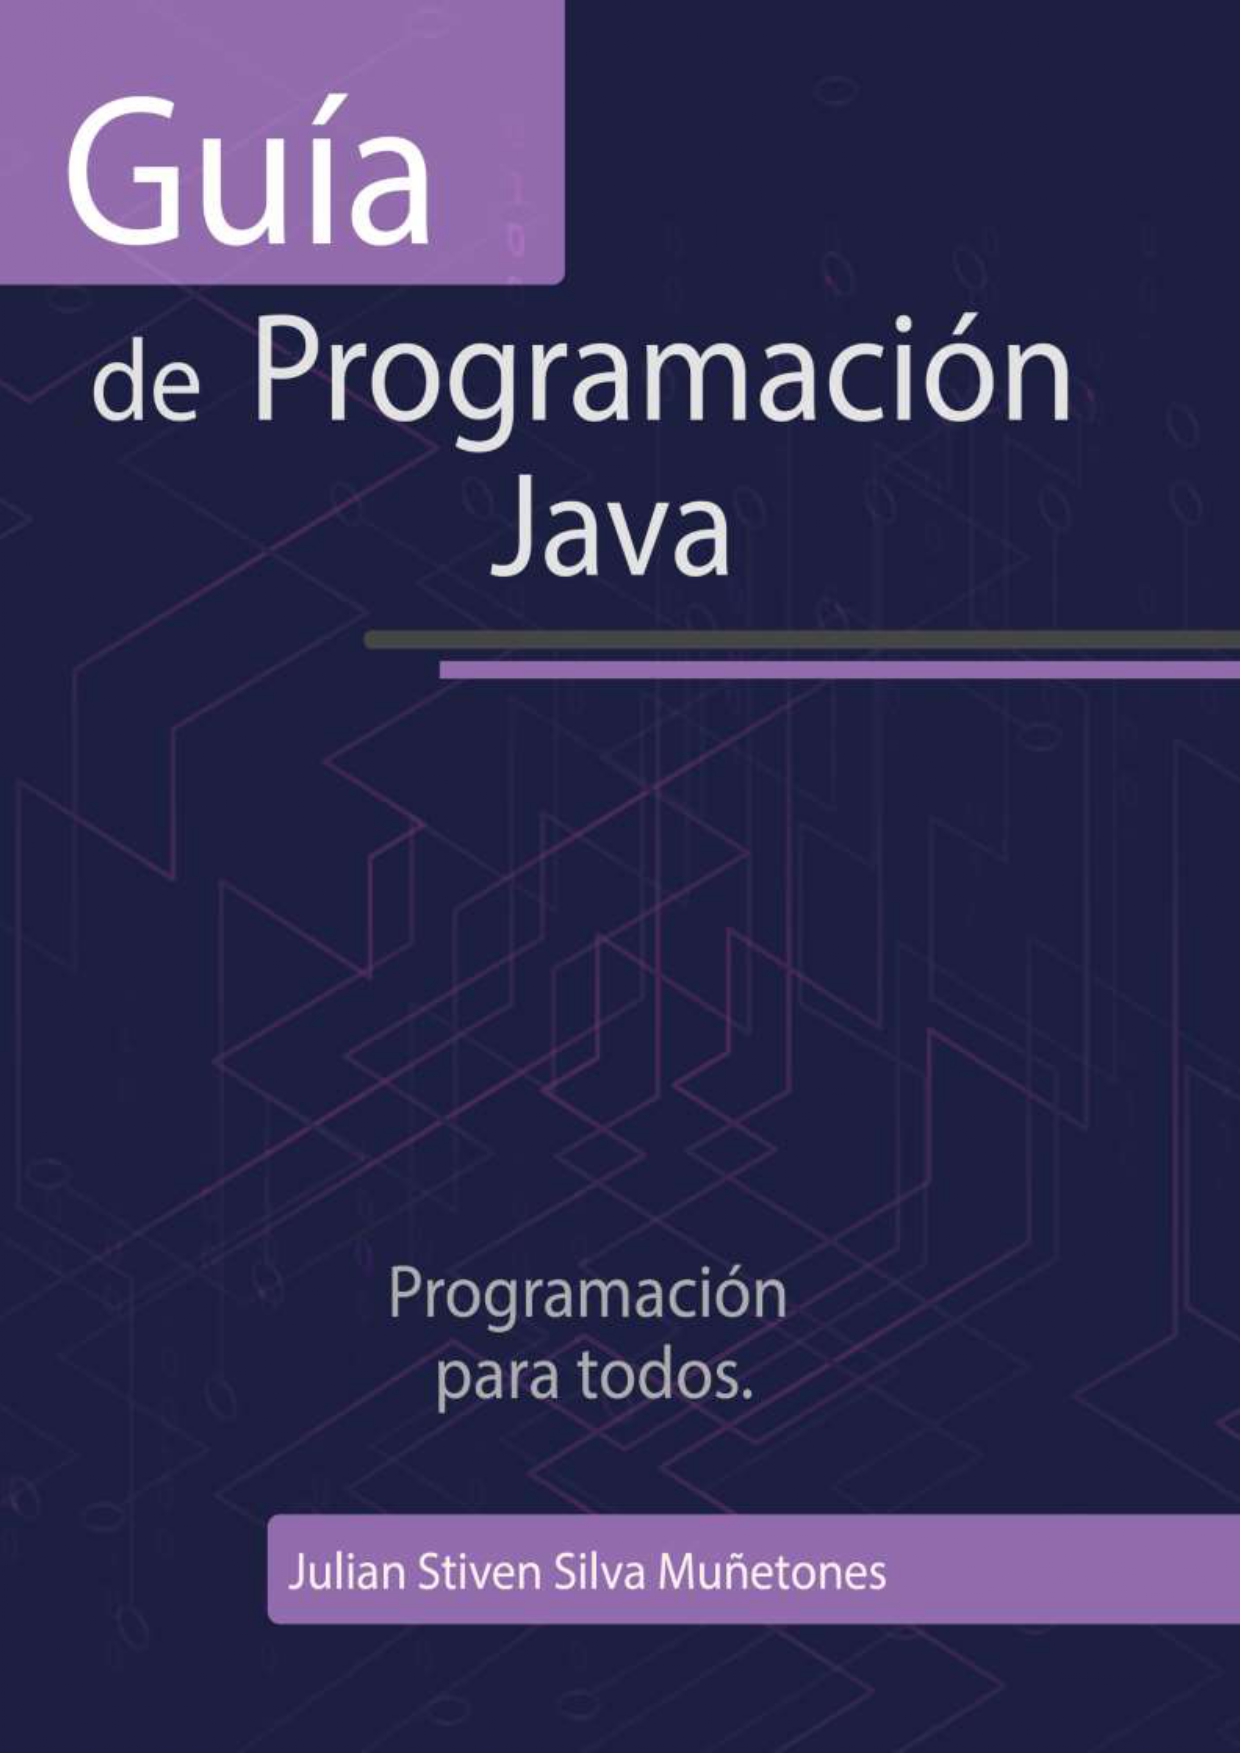 Guía
de Programación
Java
Programación
para todos.
Julian Stiven Silva Muñetones